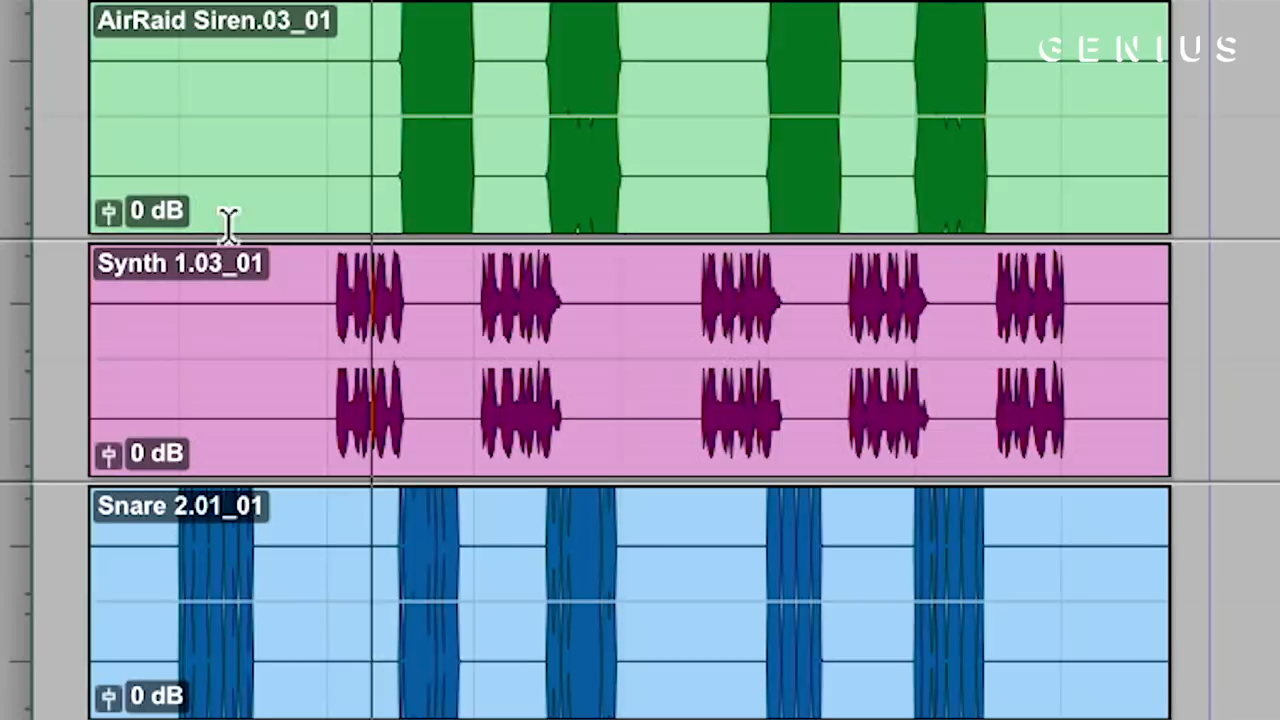 AirRaid Siren.03_01
GENIUS
0 dB
Synth 1.03_01
0 dB
Snare 2.01_01
0 dB